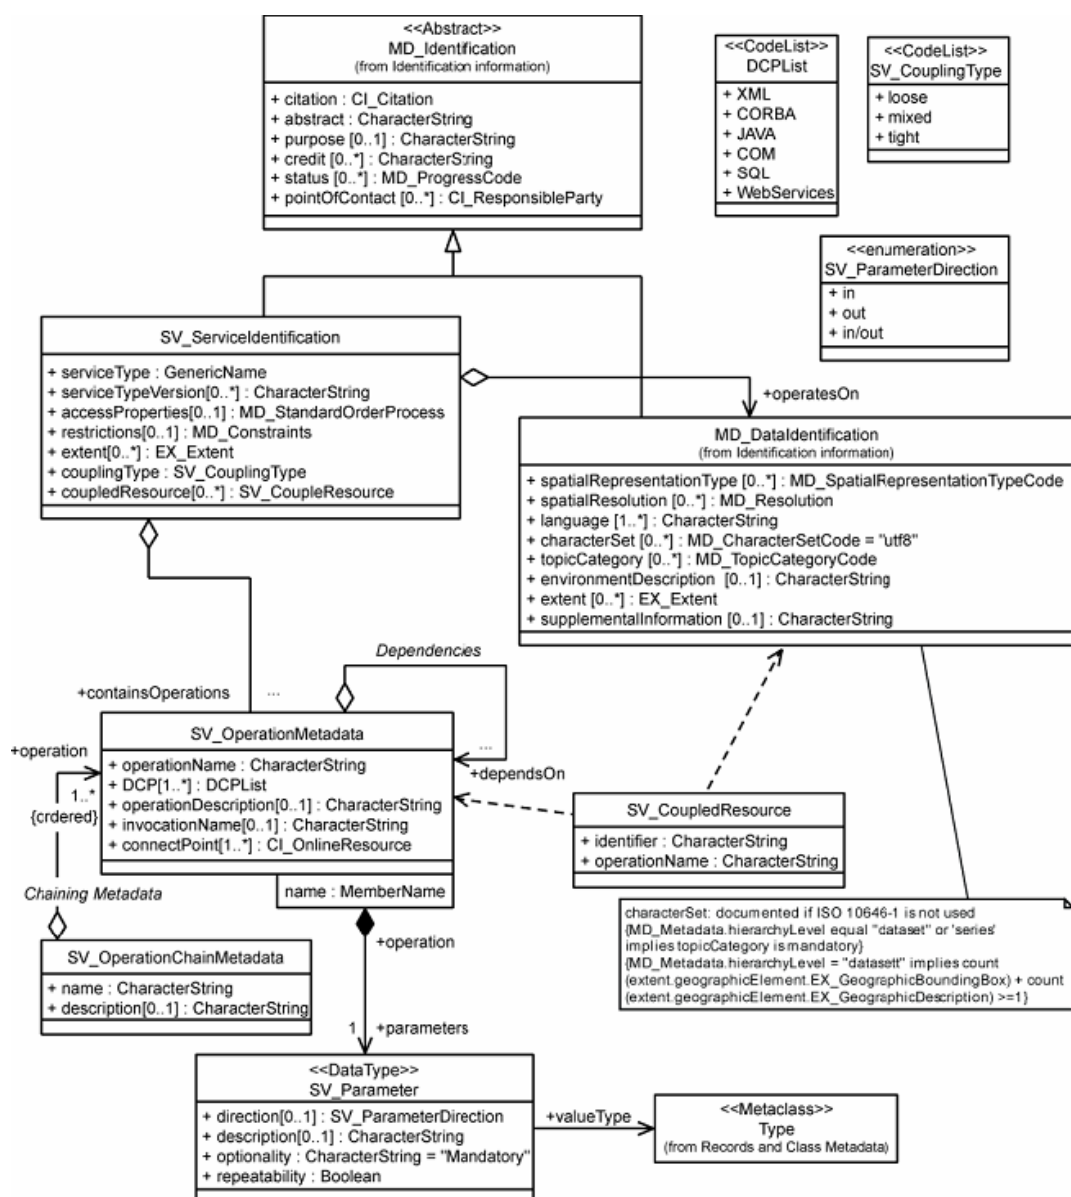 <<Abstract>>
MD_Identification
(from Identification information)
+ citation : CI_Citation
+ abstract : CharacterString
+ purpose [0..1] : CharacterString
+ credit [0..*] : CharacterString
+ status [0..*] : MD_ProgressCode
+ pointOfContact [0..*] : CI_ResponsibleParty
<<CodeList>>
DCPList
+ XML
+ CORBA
+ JAVA
+ COM
+ SQL
+ WebServices
<<CodeList>>
SV_CouplingType
+ loose
+ mixed
+ tight
<<enumeration>>
SV_ParameterDirection
+ in
+ out
+ in/out
SV_ServiceIdentification
+ serviceType : GenericName
+ serviceTypeVersion[0..*] : CharacterString
+ accessProperties[0..1] : MD_StandardOrderProcess
+ restrictions[0..1] : MD_Constraints
+ extent[0..*] : EX_Extent
+ couplingType : SV_CouplingType
+ coupledResource[0..*] : SV_CoupleResource
+operatesOn
MD_DataIdentification
(from Identification information)
+ spatialRepresentationType [0..*] : MD_SpatialRepresentationTypeCode
+ spatialResolution [0..*] : MD_Resolution
+ language [1..*] : CharacterString
+ characterSet [0..*] : MD_CharacterSetCode = "utf8"
+ topicCategory [0..*] : MD_TopicCategoryCode
+ environmentDescription [0..1] : CharacterString
+ extent [0..*] : EX_Extent
+ supplementalInformation [0..1] : CharacterString
Dependencies
+containsOperations
...
SV_OperationMetadata
+ operationName : CharacterString
+ DCP[1..*] : DCPList
+ operationDescription[0..1] : CharacterString
+ invocationName[0..1] : CharacterString
+ connectPoint[1..*] : CI_OnlineResource
name : MemberName
...
+dependsOn
+operation
1..*
{crdered}
Chaining Metadata
SV_CoupledResource
+ identifier : CharacterString
+ operationName : CharacterString
SV_OperationChainMetadata
+ name : CharacterString
+ description[0..1] : CharacterString
+operation
characterSet: documented if ISO 10646-1 is not used
{MD_Metadata.hierarchyLevel equal "dataset" or 'series'
implies topicCategory is mandatory}
{MD_Metadata.hierarchyLevel = "datasett" implies count
(extent.geographicElement.EX_GeographicBoundingBox) + count
(extent.geographicElement.EX_GeographicDescription) >=1}
1
+parameters
<<DataType>>
SV_Parameter
+ direction[0..1] : SV_ParameterDirection
+ description[0..1] : CharacterString
+ optionality : CharacterString = "Mandatory"
+ repeatability : Boolean
+valueType
<<Metaclass>>
Type
(from Records and Class Metadata)